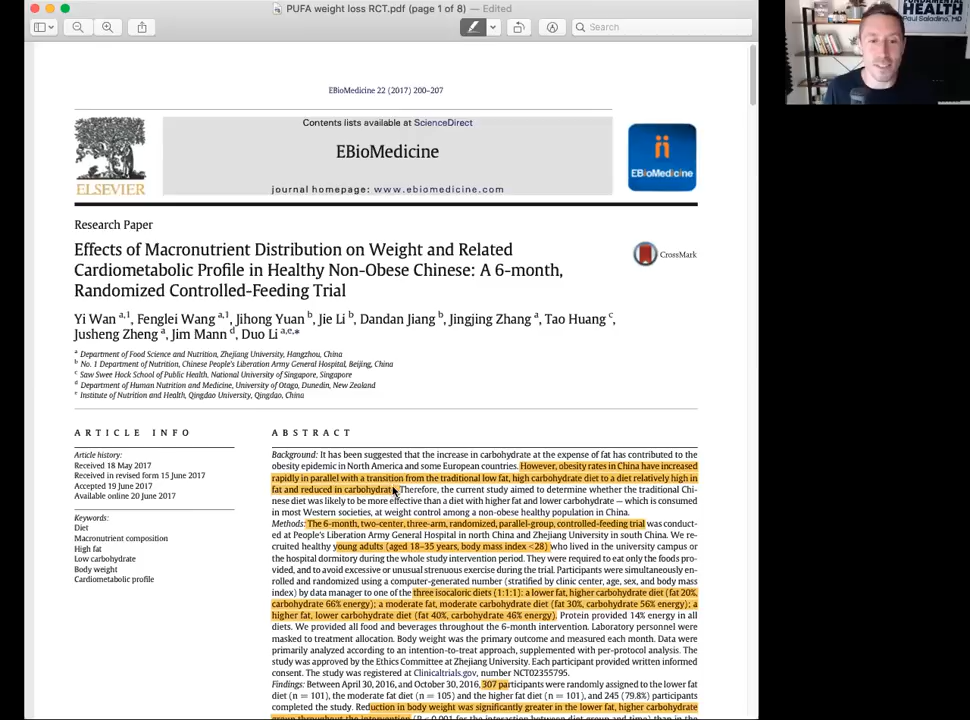 PUFA weight loss RCT.pdf (page 1 of 8) — Edited
Search
FUNDAMENTAL
HEALTH
Paul Saladino, MD
EBioMedicine 22 (2017) 200–207
Contents lists available at ScienceDirect
EBioMedicine
journal homepage: www.ebiomedicine.com
ELSEVIER
EBioMedicine
Research Paper
Effects of Macronutrient Distribution on Weight and Related
Cardiometabolic Profile in Healthy Non-Obese Chinese: A 6-month,
Randomized Controlled-Feeding Trial
CrossMark
Yi Wan a,1, Fenglei Wang a,1, Jihong Yuan b, Jie Li b, Dandan Jiang b, Jingjing Zhang a, Tao Huang c,
Jusheng Zheng a, Jim Mann d, Duo Li a,e,*
a Department of Food Science and Nutrition, Zhejiang University, Hangzhou, China
b No. 1 Department of Nutrition, Chinese People's Liberation Army General Hospital, Beijing, China
c Saw Swee Hock School of Public Health, National University of Singapore, Singapore
d Department of Human Nutrition and Medicine, University of Otago, Dunedin, New Zealand
e Institute of Nutrition and Health, Qingdao University, Qingdao, China
ARTICLE INFO
Article history:
Received 18 May 2017
Received in revised form 15 June 2017
Accepted 19 June 2017
Available online 20 June 2017
Keywords:
Diet
Macronutrient composition
High fat
Low carbohydrate
Body weight
Cardiometabolic profile
ABSTRACT
Background: It has been suggested that the increase in carbohydrate at the expense of fat has contributed to the
obesity epidemic in North America and some European countries. However, obesity rates in China have increased
rapidly in parallel with a transition from the traditional low fat, high carbohydrate diet to a diet relatively high in
fat and reduced in carbohydrate. Therefore, the current study aimed to determine whether the traditional Chi-
nese diet was likely to be more effective than a diet with higher fat and lower carbohydrate — which is consumed
in most Western societies, at weight control among a non-obese healthy population in China.
Methods: The 6-month, two-center, three-arm, randomized, parallel-group, controlled-feeding trial was conduct-
ed at People's Liberation Army General Hospital in north China and Zhejiang University in south China. We re-
cruited healthy young adults (aged 18–35 years, body mass index <28) who lived in the university campus or
the hospital dormitory during the whole study intervention period. They were required to eat only the foods pro-
vided, and to avoid excessive or unusual strenuous exercise during the trial. Participants were simultaneously en-
rolled and randomized using a computer-generated number (stratified by clinic center, age, sex, and body mass
index) by data manager to one of the three isocaloric diets (1:1:1): a lower fat, higher carbohydrate diet (fat 20%,
carbohydrate 66% energy); a moderate fat, moderate carbohydrate diet (fat 30%, carbohydrate 56% energy); a
higher fat, lower carbohydrate diet (fat 40%, carbohydrate 46% energy). Protein provided 14% energy in all
diets. We provided all food and beverages throughout the 6-month intervention. Laboratory personnel were
masked to treatment allocation. Body weight was the primary outcome and measured each month. Data were
primarily analyzed according to an intention-to-treat approach, supplemented with per-protocol analysis. The
study was approved by the Ethics Committee at Zhejiang University. Each participant provided written informed
consent. The study was registered at Clinicaltrials.gov, number NCT02355795.
Findings: Between April 30, 2016, and October 30, 2016, 307 participants were randomly assigned to the lower fat
diet (n = 101), the moderate fat diet (n = 105) and the higher fat diet (n = 101), and 245 (79.8%) participants
completed the study. Reduction in body weight was significantly greater in the lower fat, higher carbohydrate